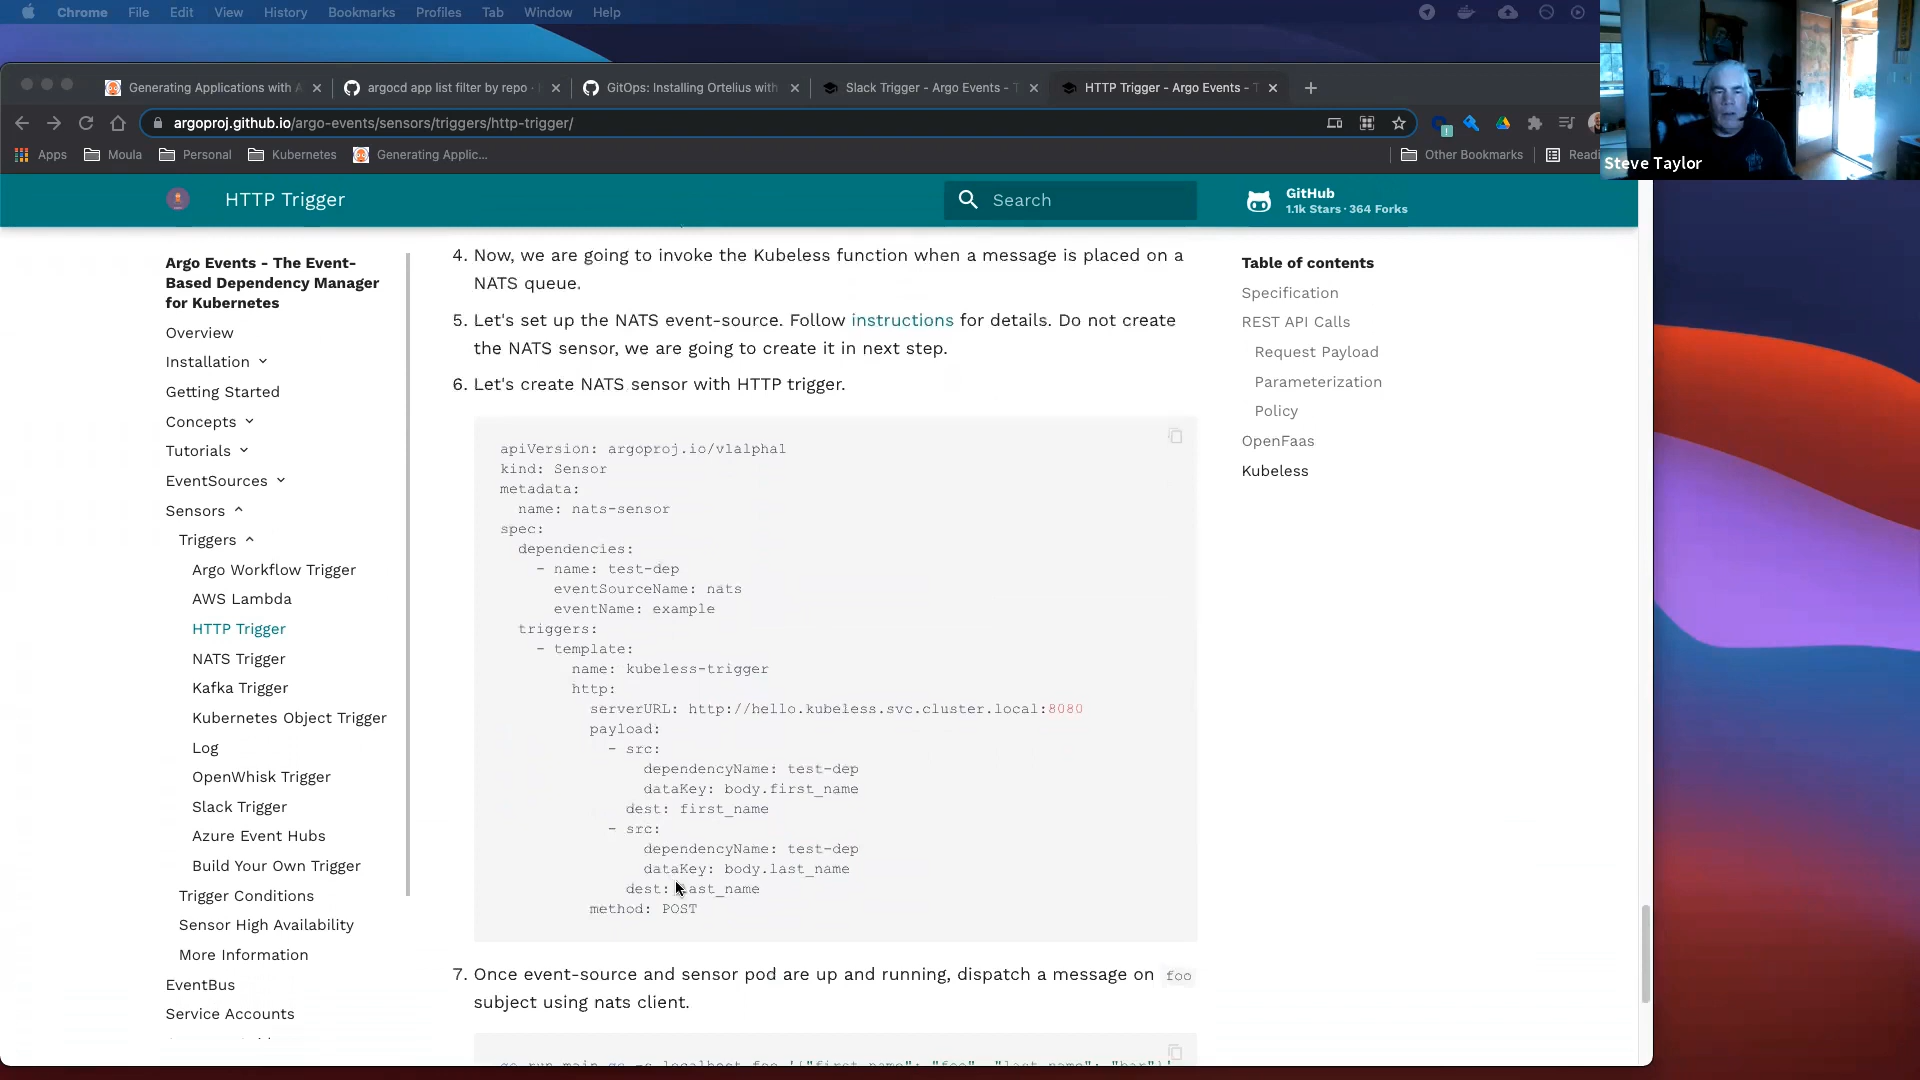 Chrome File Edit View History Bookmarks Profiles Tab Window Help
Generating Applications with A
argocd app list filter by repo ·
GitOps: Installing Ortelius with
Slack Trigger - Argo Events - T
HTTP Trigger - Argo Events - T
argoproj.github.io/argo-events/sensors/triggers/http-trigger/
Apps Moula Personal Kubernetes Generating Applic... Other Bookmarks Readi
Steve Taylor
HTTP Trigger
Search
GitHub
1.1k Stars · 364 Forks
Argo Events - The Event-
Based Dependency Manager
for Kubernetes
Overview
Installation
Getting Started
Concepts
Tutorials
EventSources
Sensors
Triggers
Argo Workflow Trigger
AWS Lambda
HTTP Trigger
NATS Trigger
Kafka Trigger
Kubernetes Object Trigger
Log
OpenWhisk Trigger
Slack Trigger
Azure Event Hubs
Build Your Own Trigger
Trigger Conditions
Sensor High Availability
More Information
EventBus
Service Accounts
4. Now, we are going to invoke the Kubeless function when a message is placed on a
NATS queue.
5. Let's set up the NATS event-source. Follow instructions for details. Do not create
the NATS sensor, we are going to create it in next step.
6. Let's create NATS sensor with HTTP trigger.
apiVersion: argoproj.io/v1alpha1
kind: Sensor
metadata:
name: nats-sensor
spec:
dependencies:
- name: test-dep
eventSourceName: nats
eventName: example
triggers:
- template:
name: kubeless-trigger
http:
serverURL: http://hello.kubeless.svc.cluster.local:8080
payload:
- src:
dependencyName: test-dep
dataKey: body.first_name
dest: first_name
- src:
dependencyName: test-dep
dataKey: body.last_name
dest: last_name
method: POST
7. Once event-source and sensor pod are up and running, dispatch a message on foo
subject using nats client.
go run main.go -s localhost foo '{"first_name": "foo", "last_name": "bar"}'
Table of contents
Specification
REST API Calls
Request Payload
Parameterization
Policy
OpenFaas
Kubeless